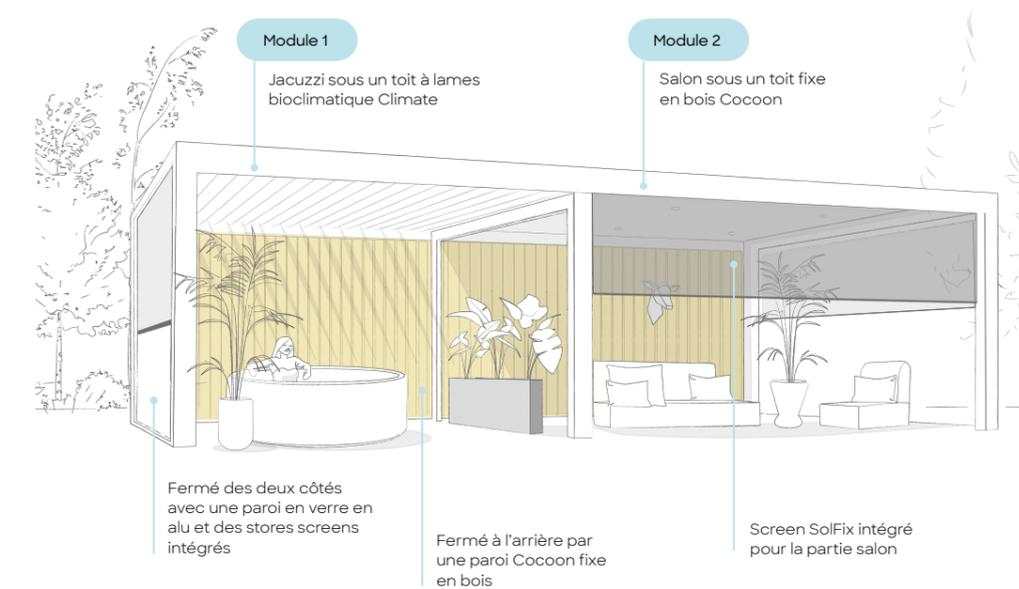 Module 1
Jacuzzi sous un toit à lames
bioclimatique Climate
Module 2
Salon sous un toit fixe
en bois Cocoon
Fermé des deux côtés
avec une paroi en verre en
alu et des stores screens
intégrés
Fermé à l'arrière par
une paroi Cocoon fixe
en bois
Screen SolFix intégré
pour la partie salon